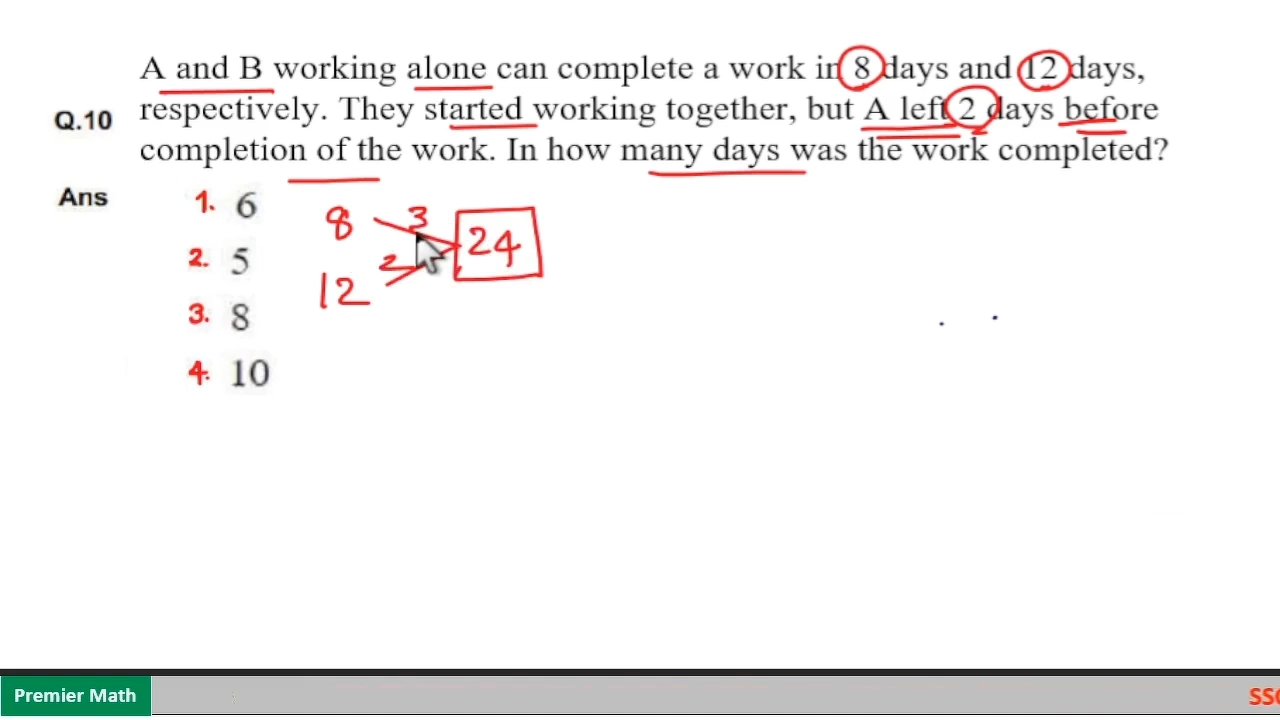 A and B working alone can complete a work in 8 days and 12 days,
Q.10 respectively. They started working together, but A left 2 days before
completion of the work. In how many days was the work completed?
Ans
1. 6
2. 5
3. 8
4. 10
8 3
24
2
12
Premier Math
SSC